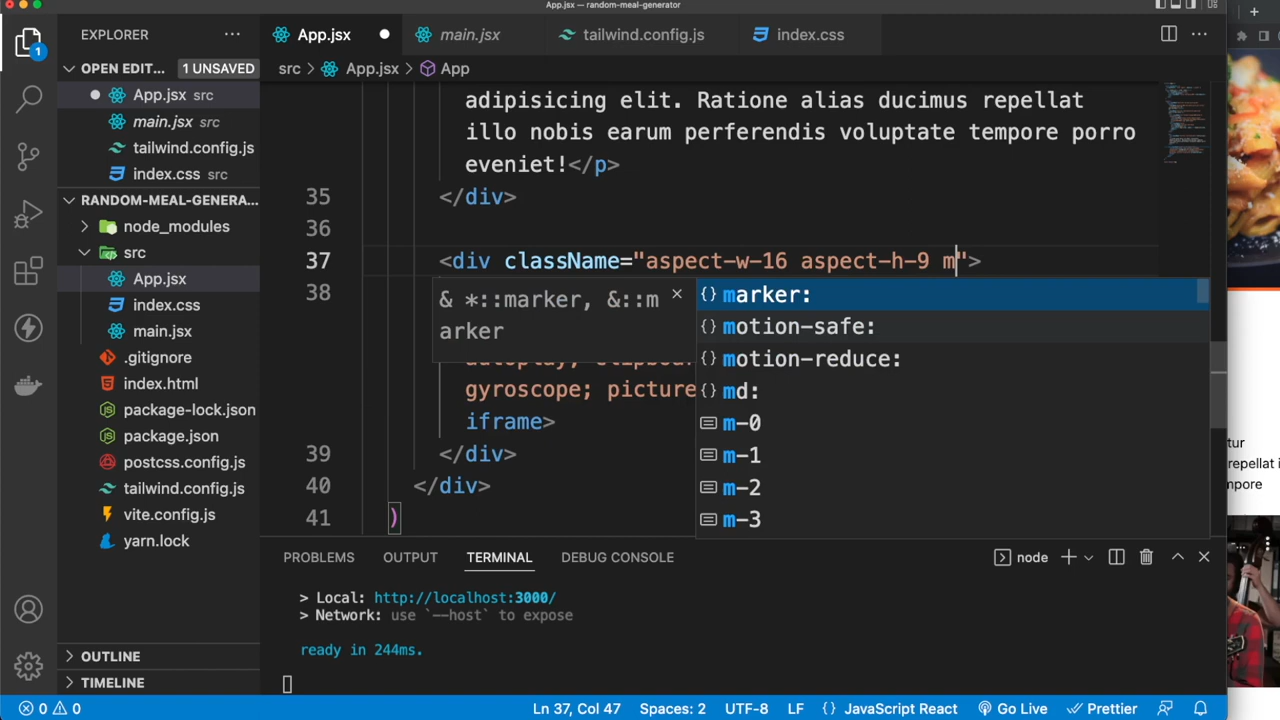 App.jsx — random-meal-generator
EXPLORER
App.jsx
main.jsx
tailwind.config.js
index.css
OPEN EDIT... 1 UNSAVED
App.jsx src
main.jsx src
tailwind.config.js
index.css src
RANDOM-MEAL-GENERA...
node_modules
src
App.jsx
index.css
main.jsx
.gitignore
index.html
package-lock.json
package.json
postcss.config.js
tailwind.config.js
vite.config.js
yarn.lock
OUTLINE
TIMELINE
src > App.jsx > App
adipisicing elit. Ratione alias ducimus repellat
illo nobis earum perferendis voluptate tempore porro
eveniet!</p>
35 </div>
36
37 <div className="aspect-w-16 aspect-h-9 m">
38
& *::marker, &::m
arker
marker:
motion-safe:
motion-reduce:
md:
m-0
m-1
m-2
m-3
gyroscope; picture
iframe>
39 </div>
40 </div>
41 )
PROBLEMS OUTPUT TERMINAL DEBUG CONSOLE
node
> Local: http://localhost:3000/
> Network: use `--host` to expose
ready in 244ms.
tur
repellat i
tempore
1
0 0
Ln 37, Col 47
Spaces: 2
UTF-8
LF
JavaScript React
Go Live
Prettier